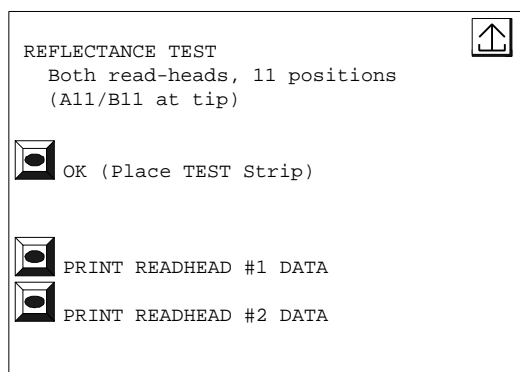 REFLECTANCE TEST
Both read-heads, 11 positions
(A11/B11 at tip)
OK (Place TEST Strip)
PRINT READHEAD #1 DATA
PRINT READHEAD #2 DATA